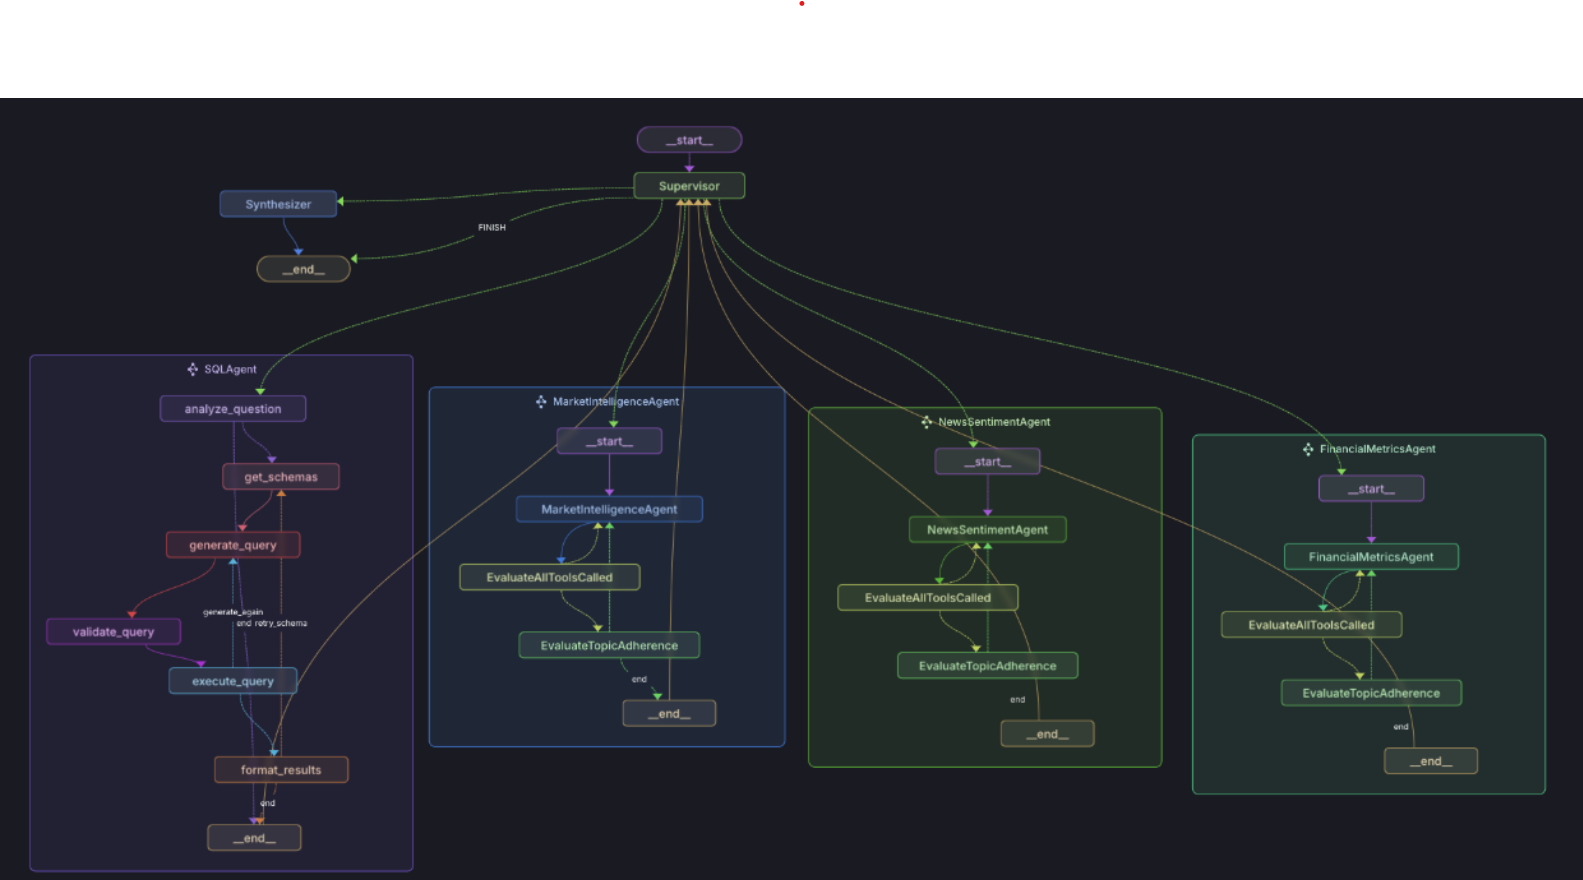 __start__
Supervisor
Synthesizer
FINISH
__end__
SQLAgent
analyze_question
get_schemas
generate_query
generate_again
end retry_schema
validate_query
execute_query
format_results
end
__end__
MarketIntelligenceAgent
__start__
MarketIntelligenceAgent
EvaluateAllToolsCalled
EvaluateTopicAdherence
end
__end__
NewsSentimentAgent
__start__
NewsSentimentAgent
EvaluateAllToolsCalled
EvaluateTopicAdherence
end
__end__
FinancialMetricsAgent
__start__
FinancialMetricsAgent
EvaluateAllToolsCalled
EvaluateTopicAdherence
end
__end__